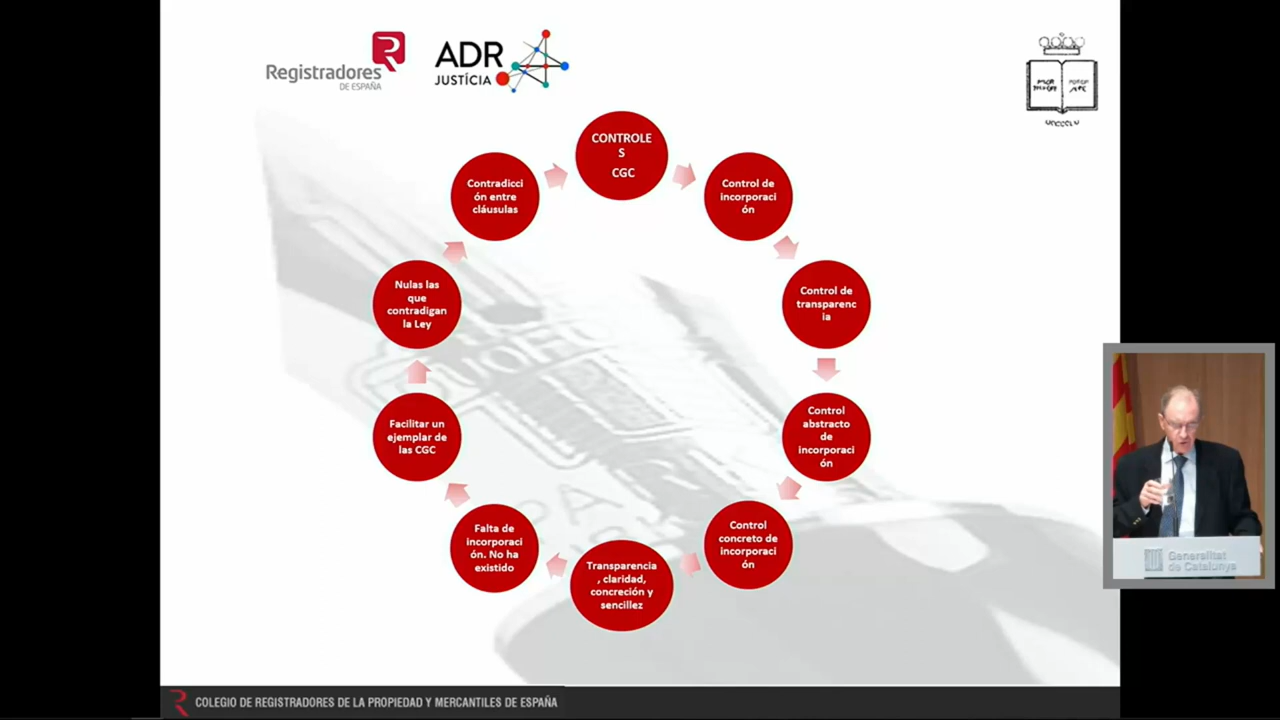 Registradores
DE ESPAÑA
ADR
JUSTÍCIA
CONTROLE
S
CGC
Control de
incorporaci
ón
Control de
transparenc
ia
Control
abstracto
de
incorporaci
ón
Control
concreto de
incorporaci
ón
Transparencia
, claridad,
concreción y
sencillez
Falta de
incorporaci
ón. No ha
existido
Facilitar un
ejemplar de
las CGC
Nulas las
que
contradigan
la Ley
Contradicci
ón entre
cláusulas
Generalitat
de Catalunya
COLEGIO DE REGISTRADORES DE LA PROPIEDAD Y MERCANTILES DE ESPAÑA